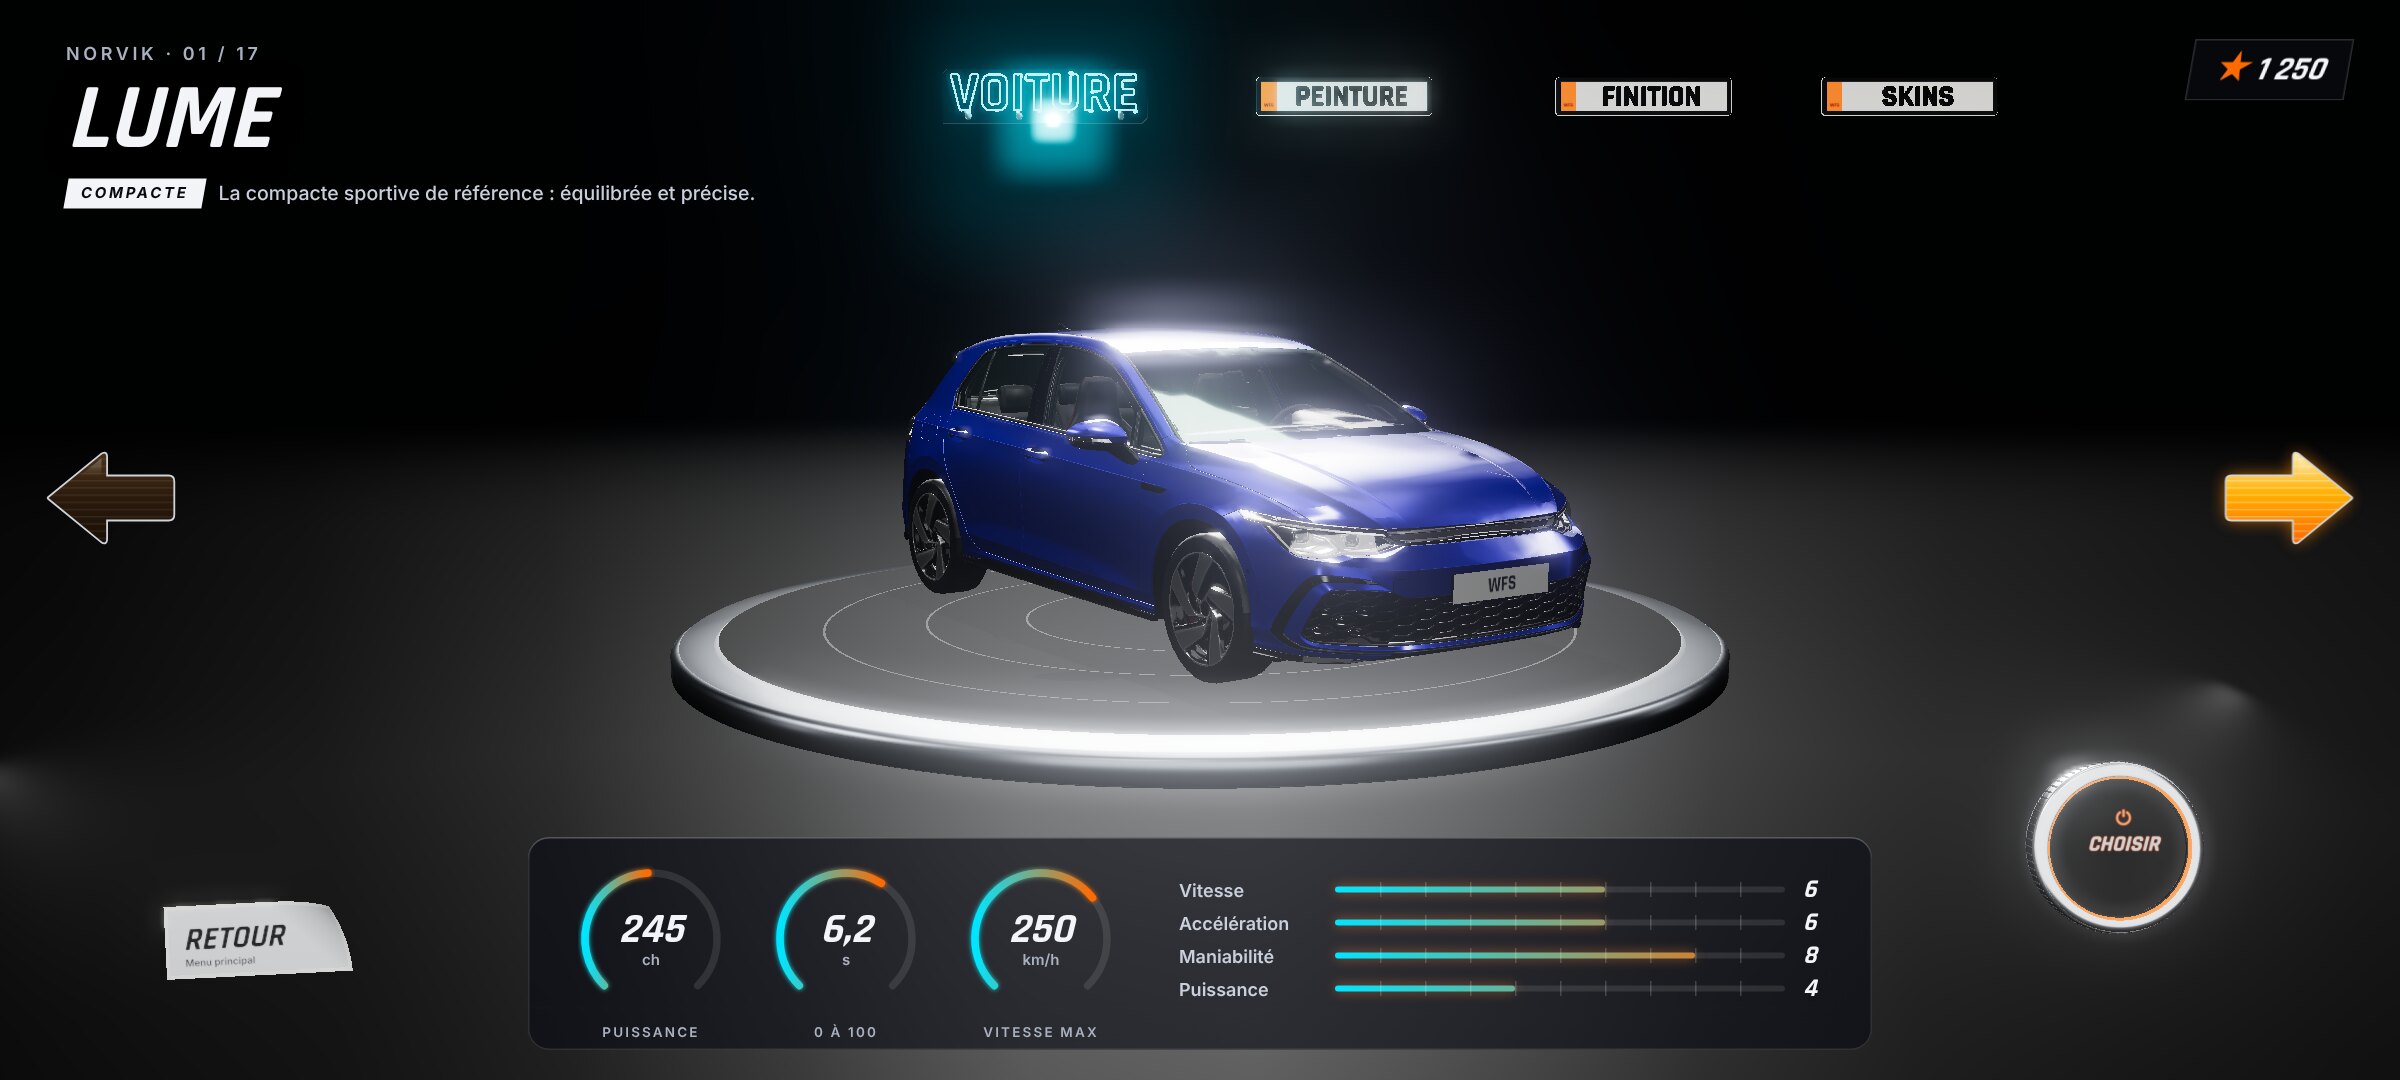 NORVIK · 01 / 17
LUME
COMPACTE La compacte sportive de référence : équilibrée et précise.
VOITURE
PEINTURE
FINITION
SKINS
1 250
WFS
RETOUR
Menu principal
245
ch
PUISSANCE
6,2
s
0 À 100
250
km/h
VITESSE MAX
Vitesse 6
Accélération 6
Maniabilité 8
Puissance 4
CHOISIR